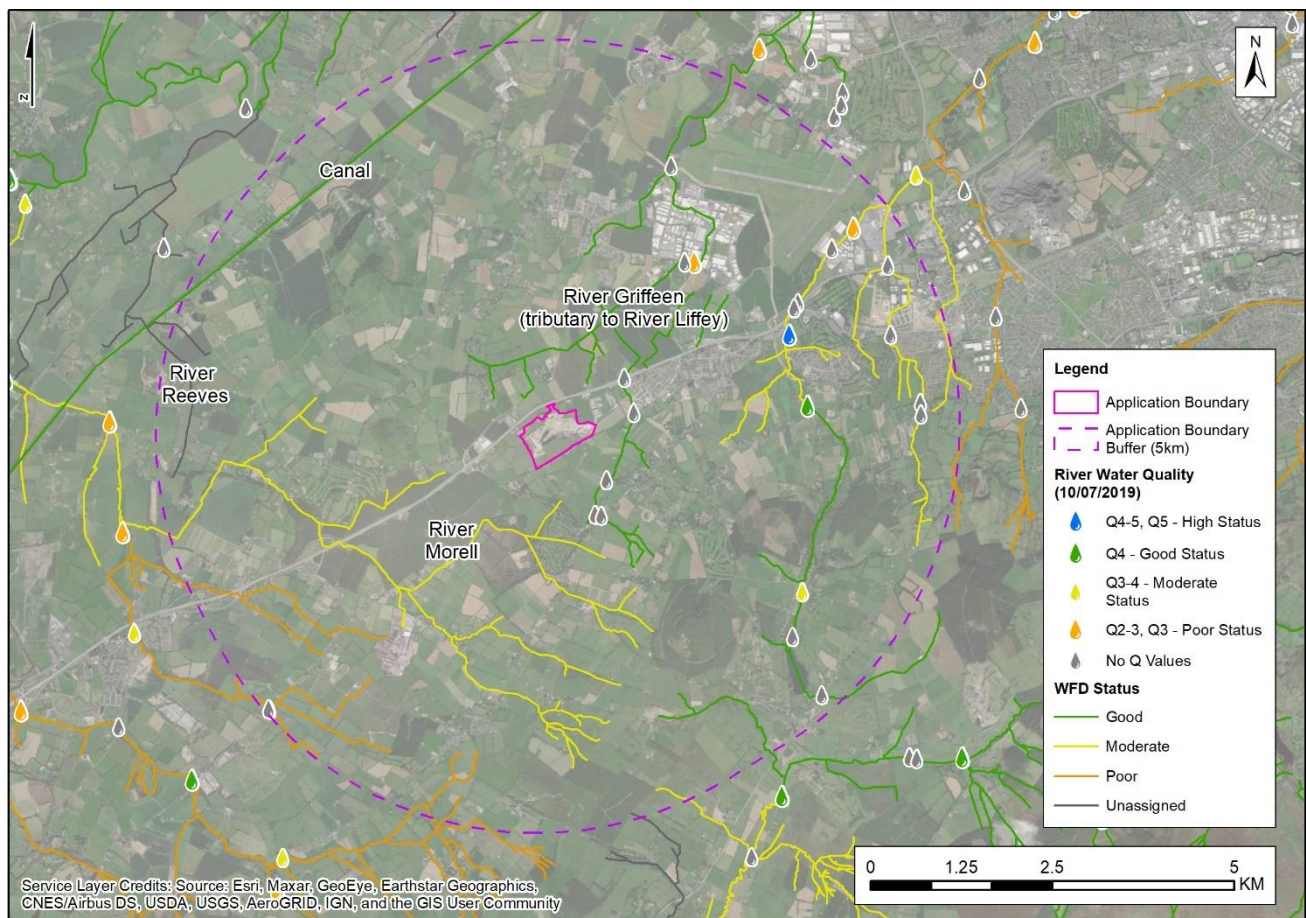 N
N
Canal
River Griffeen
(tributary to River Liffey)
River
Reeves
River
Morell
Legend
Application Boundary
Application Boundary
Buffer (5km)
River Water Quality
(10/07/2019)
Q4-5, Q5 - High Status
Q4 - Good Status
Q3-4 - Moderate
Status
Q2-3, Q3 - Poor Status
No Q Values
WFD Status
Good
Moderate
Poor
Unassigned
0 1.25 2.5 5
KM
Service Layer Credits: Source: Esri, Maxar, GeoEye, Earthstar Geographics,
CNES/Airbus DS, USDA, USGS, AeroGRID, IGN, and the GIS User Community